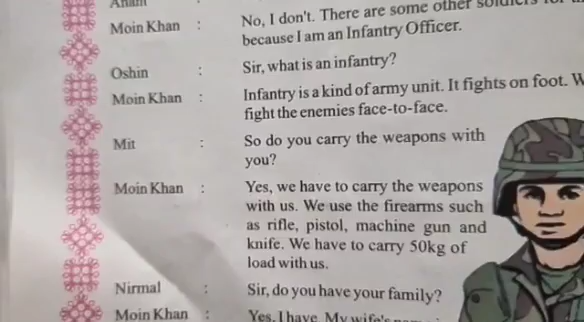 Anam :
Moin Khan : No, I don't. There are some other soldiers for
because I am an Infantry Officer.
Oshin : Sir, what is an infantry?
Moin Khan : Infantry is a kind of army unit. It fights on foot. W
fight the enemies face-to-face.
Mit : So do you carry the weapons with
you?
Moin Khan : Yes, we have to carry the weapons
with us. We use the firearms such
as rifle, pistol, machine gun and
knife. We have to carry 50kg of
load with us.
Nirmal : Sir, do you have your family?
Moin Khan : Yes, I have. My wife's name